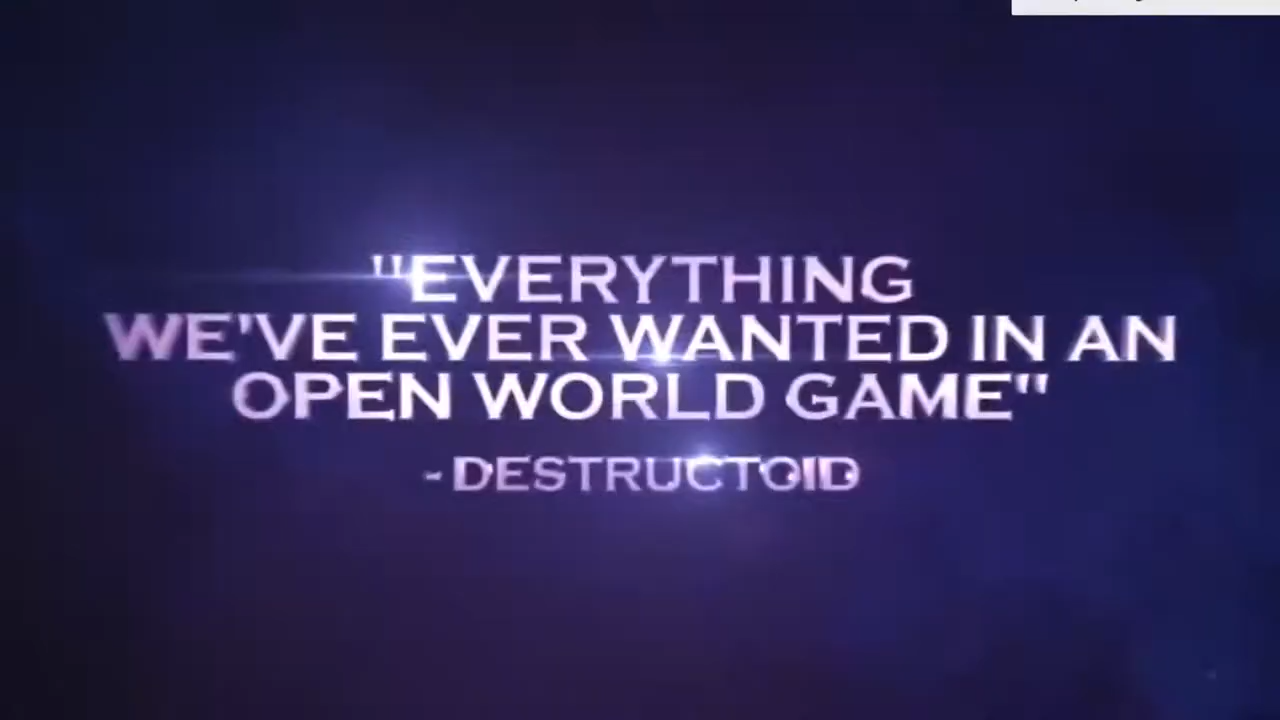 "EVERYTHING
WE'VE EVER WANTED IN AN
OPEN WORLD GAME"
- DESTRUCTOID